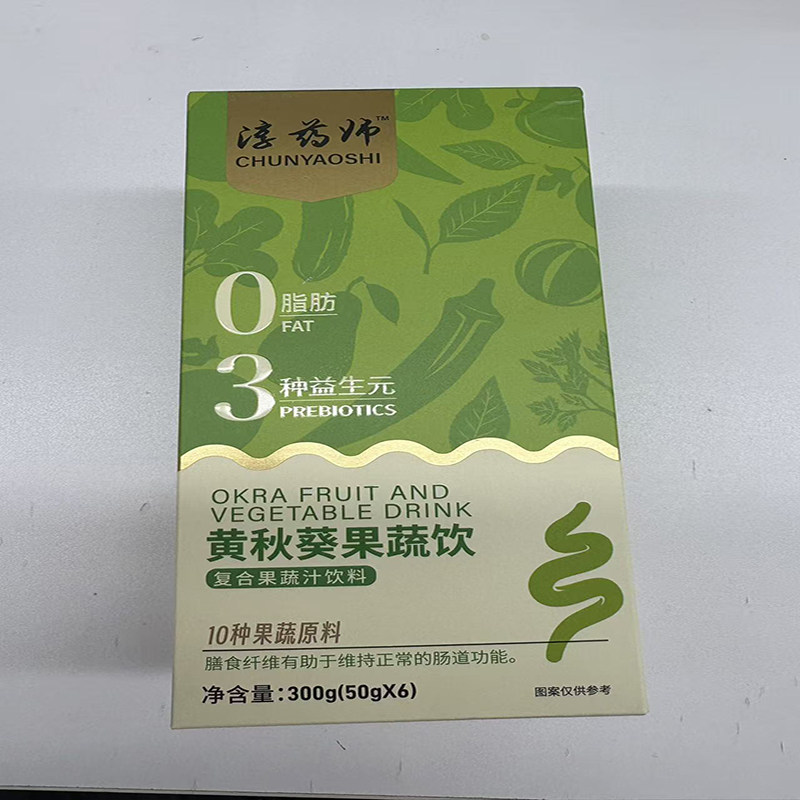 淳药师™
CHUNYAOSHI
0 脂肪
FAT
3 种益生元
PREBIOTICS
OKRA FRUIT AND
VEGETABLE DRINK
黄秋葵果蔬饮
复合果蔬汁饮料
10种果蔬原料
膳食纤维有助于维持正常的肠道功能。
净含量：300g(50gX6)
图案仅供参考